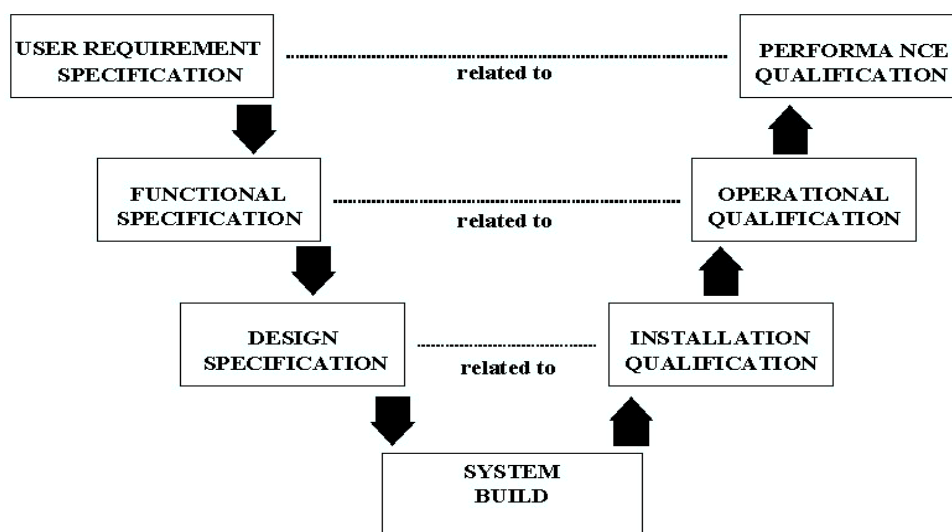 USER REQUIREMENT
SPECIFICATION
related to
PERFORMA NCE
QUALIFICATION
FUNCTIONAL
SPECIFICATION
related to
OPERATIONAL
QUALIFICATION
DESIGN
SPECIFICATION
related to
INSTALLATION
QUALIFICATION
SYSTEM
BUILD